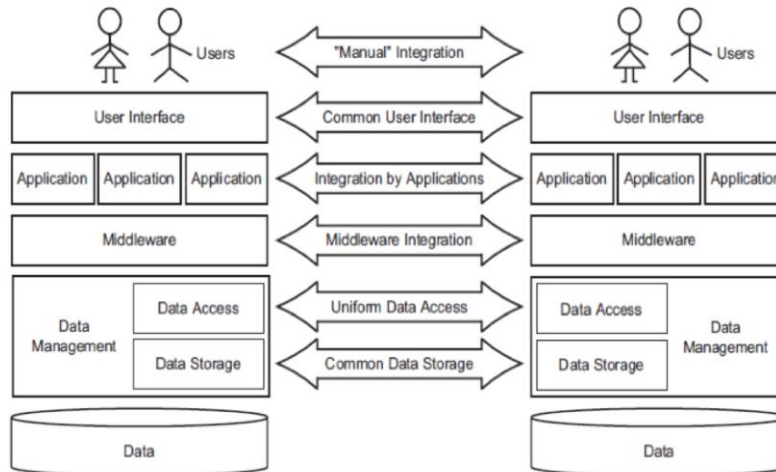 Users "Manual" Integration Users
User Interface Common User Interface User Interface
Application Application Application Integration by Applications Application Application Application
Middleware Middleware Integration Middleware
Data Access Uniform Data Access Data Access
Data
Management
Data
Management
Data Storage Common Data Storage Data Storage
Data Data